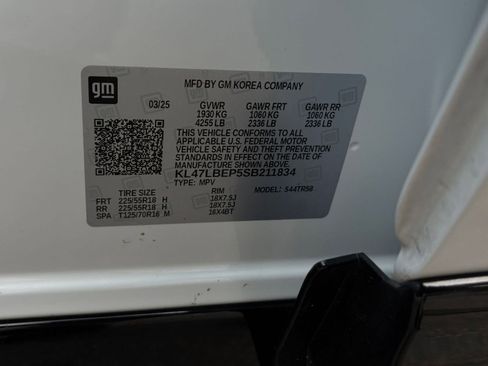 gm
MFD BY GM KOREA COMPANY
03/25 GVWR GAWR FRT GAWR RR
1930 KG 1060 KG 1060 KG
4255 LB 2336 LB 2336 LB
THIS VEHICLE CONFORMS TO ALL
APPLICABLE U.S. FEDERAL MOTOR
VEHICLE SAFETY AND THEFT
PREVENTION STANDARDS IN
EFFECT ON THE DATE OF
MANUFACTURE SHOWN ABOVE.
KL47LBEP5SB211834
TYPE: MPV MODEL: 544TR58
TIRE SIZE RIM
FRT 225/55R18 H 18X7.5J
RR 225/55R18 H 18X7.5J
SPA T125/70R16 M 16X4BT